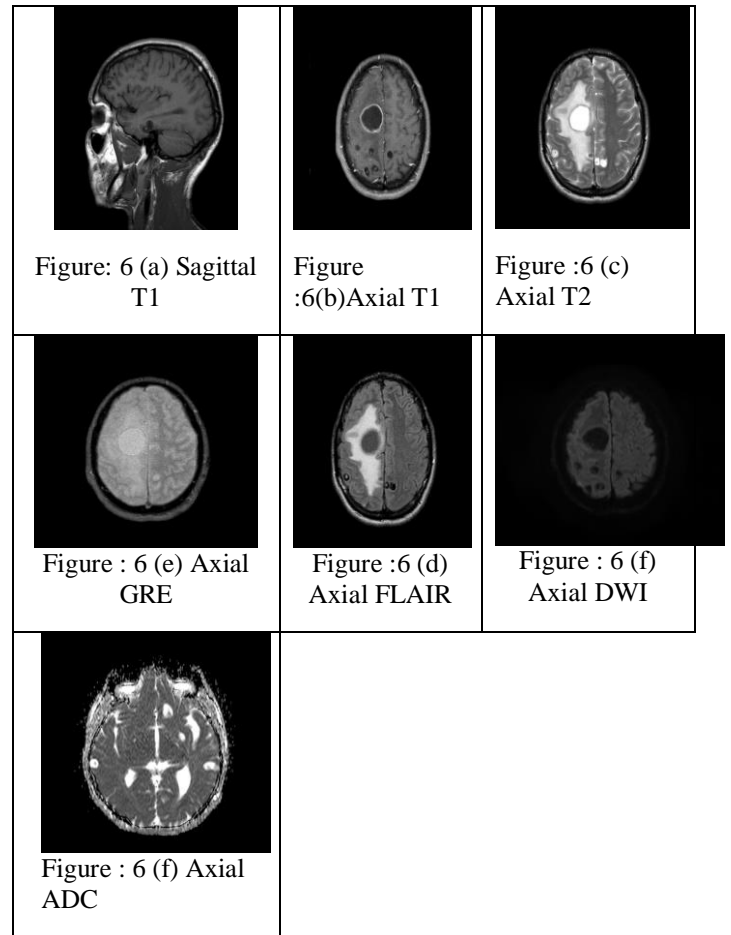 Figure: 6 (a) Sagittal
T1
Figure
:6(b)Axial T1
Figure :6 (c)
Axial T2
Figure : 6 (e) Axial
GRE
Figure :6 (d)
Axial FLAIR
Figure : 6 (f)
Axial DWI
Figure : 6 (f) Axial
ADC